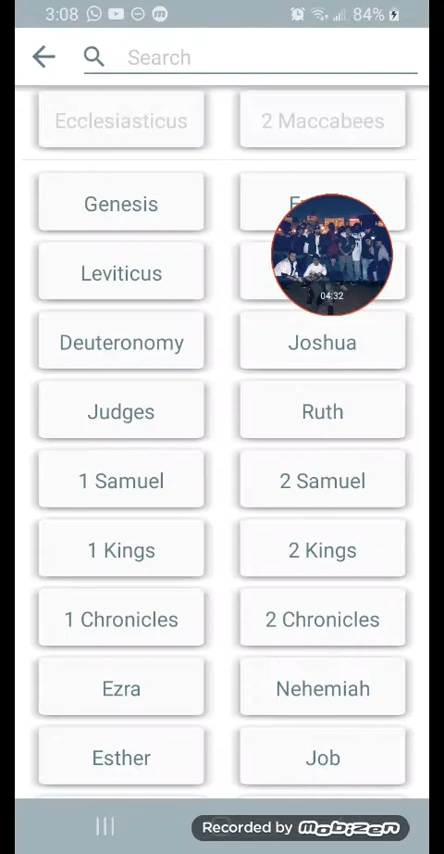 3:08 84%
Search
Ecclesiasticus 2 Maccabees
Genesis
Leviticus
04:32
Deuteronomy Joshua
Judges Ruth
1 Samuel 2 Samuel
1 Kings 2 Kings
1 Chronicles 2 Chronicles
Ezra Nehemiah
Esther Job
Recorded by MOBIZEN